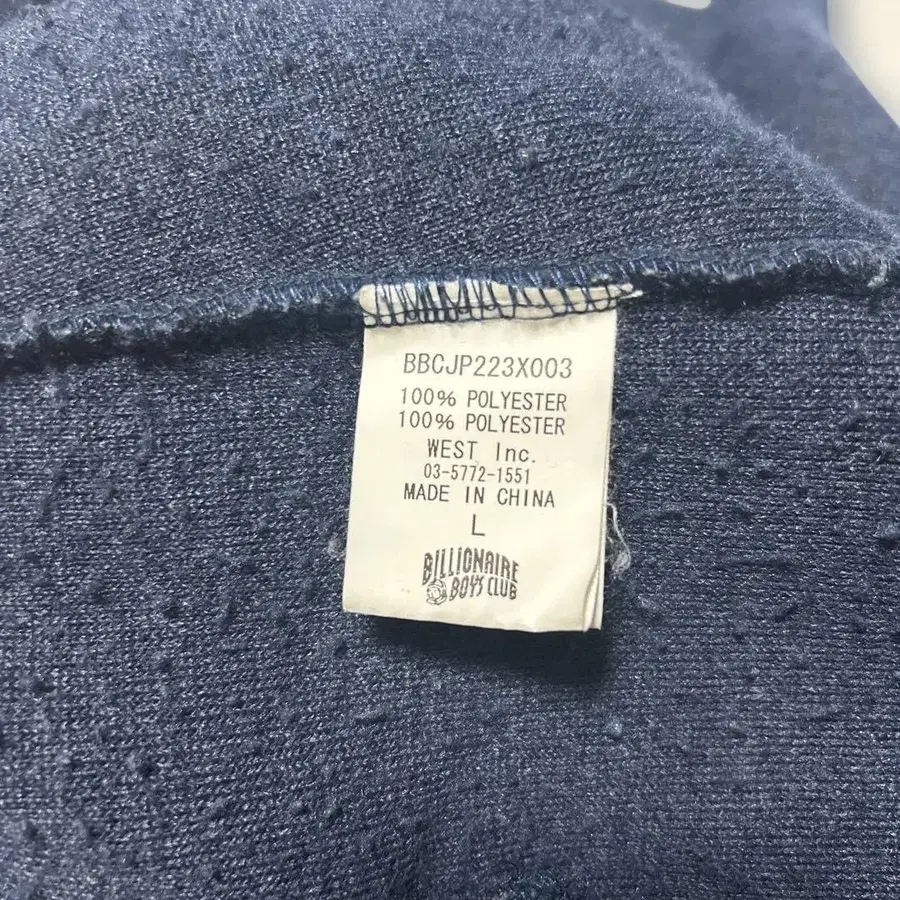 BBCJP223X003
100% POLYESTER
100% POLYESTER
WEST Inc.
03-5772-1551
MADE IN CHINA
L
BILLIONAIRE
BOYS CLUB